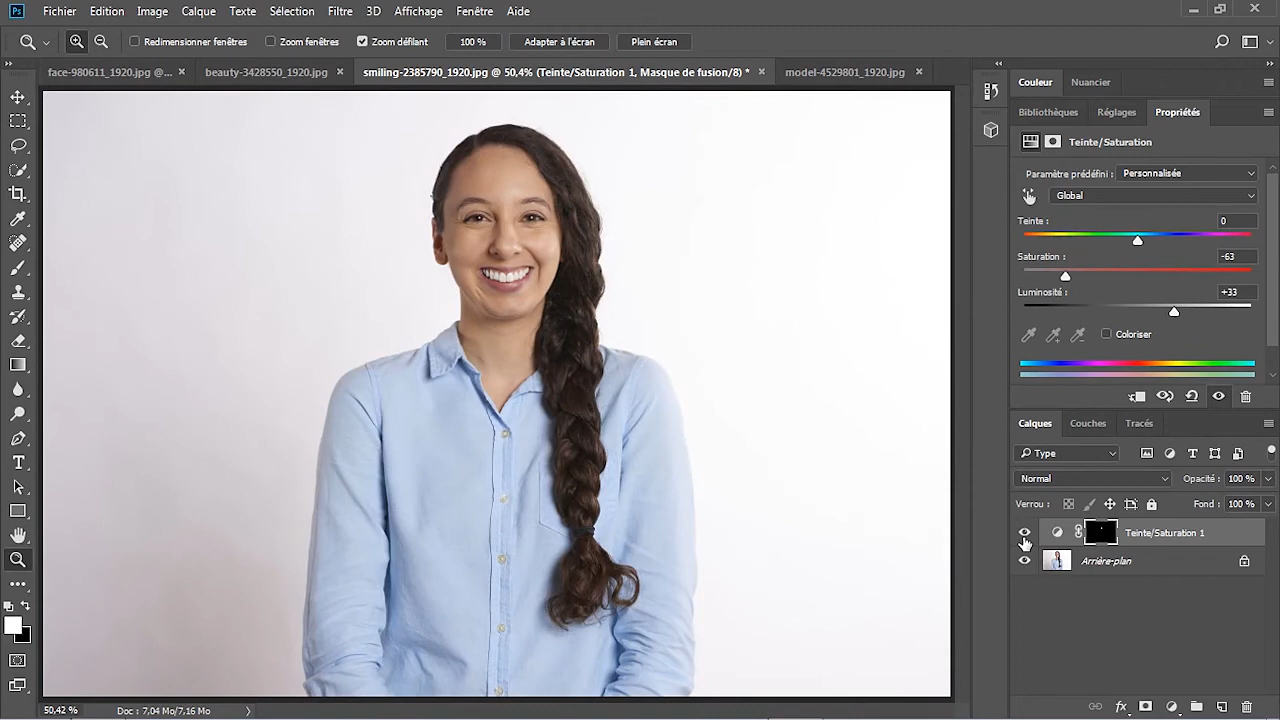 Ps Fichier Edition Image Calque Texte Sélection Filtre 3D Affichage Fenêtre Aide
Redimensionner fenêtres Zoom fenêtres Zoom défilant 100 % Adapter à l'écran Plein écran
face-980611_1920.jpg @... × beauty-3428550_1920.jpg × smiling-2385790_1920.jpg @ 50,4% (Teinte/Saturation 1, Masque de fusion/8) * × model-4529801_1920.jpg ×
Couleur Nuancier
Bibliothèques Réglages Propriétés
Teinte/Saturation
Paramètre prédéfini : Personnalisée
Global
Teinte : 0
Saturation : -63
Luminosité : +33
Coloriser
Calques Couches Tracés
Type
Normal Opacité : 100 %
Verrou : Fond : 100 %
Teinte/Saturation 1
Arrière-plan
50,42 % Doc : 7,04 Mo/7,16 Mo